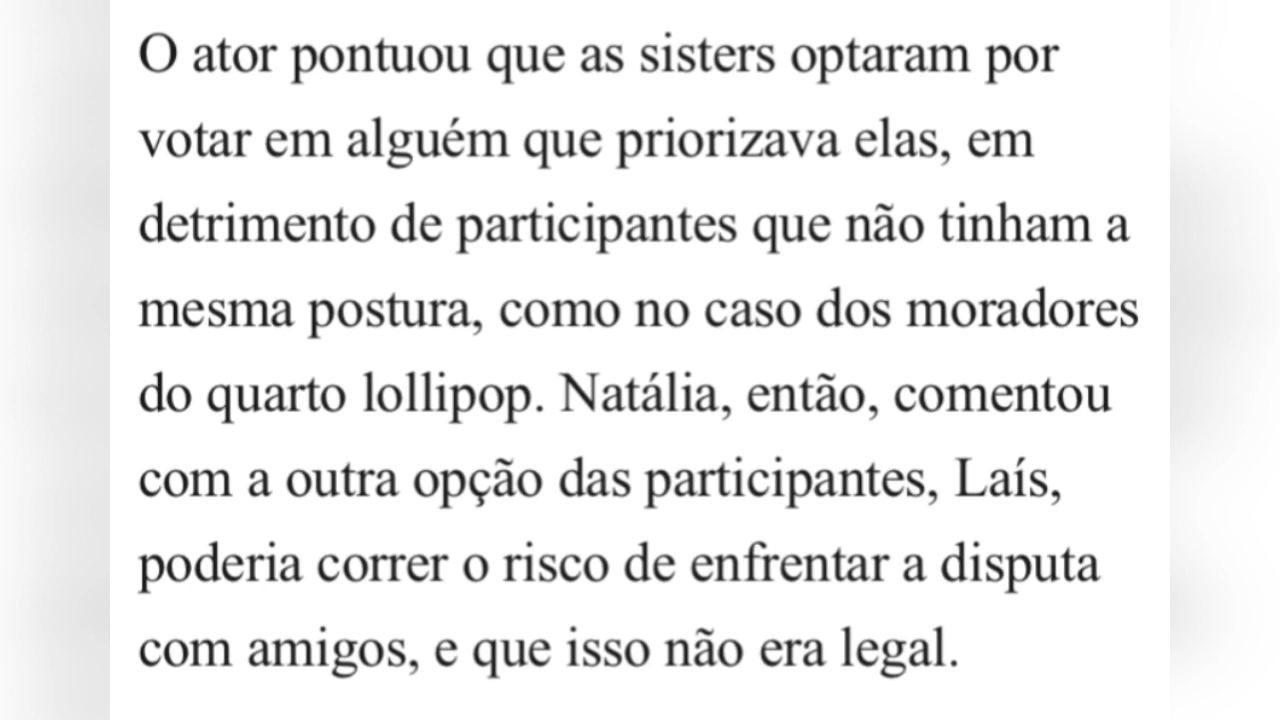 O ator pontuou que as sisters optaram por
votar em alguém que priorizava elas, em
detrimento de participantes que não tinham a
mesma postura, como no caso dos moradores
do quarto lollipop. Natália, então, comentou
com a outra opção das participantes, Laís,
poderia correr o risco de enfrentar a disputa
com amigos, e que isso não era legal.